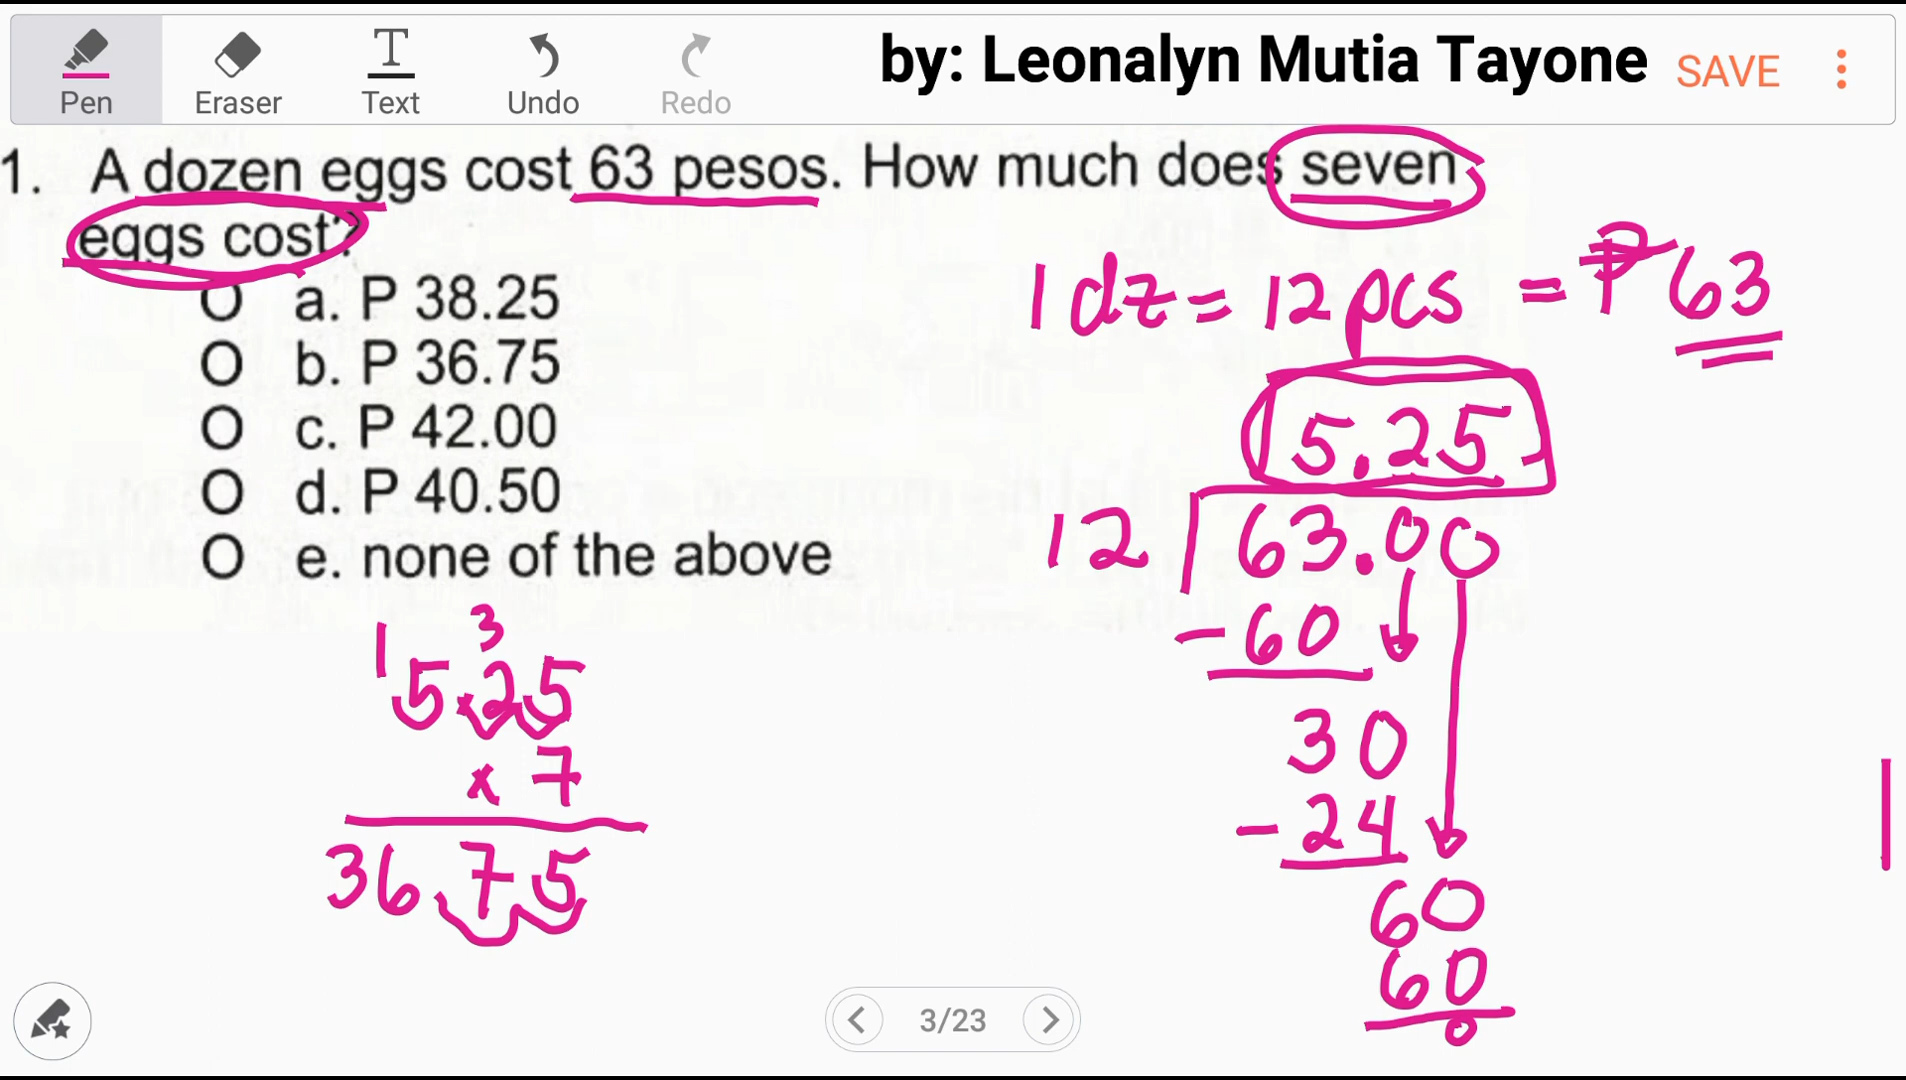 Pen Eraser Text Undo Redo by: Leonalyn Mutia Tayone SAVE
1. A dozen eggs cost 63 pesos. How much does seven
eggs cost?
a. P 38.25
b. P 36.75
c. P 42.00
d. P 40.50
e. none of the above
1 dz = 12 pcs = ₱63
5.25
12 63.00
- 60
30
- 24
60
60
0
1 3
5.25
x 7
36.75
3/23